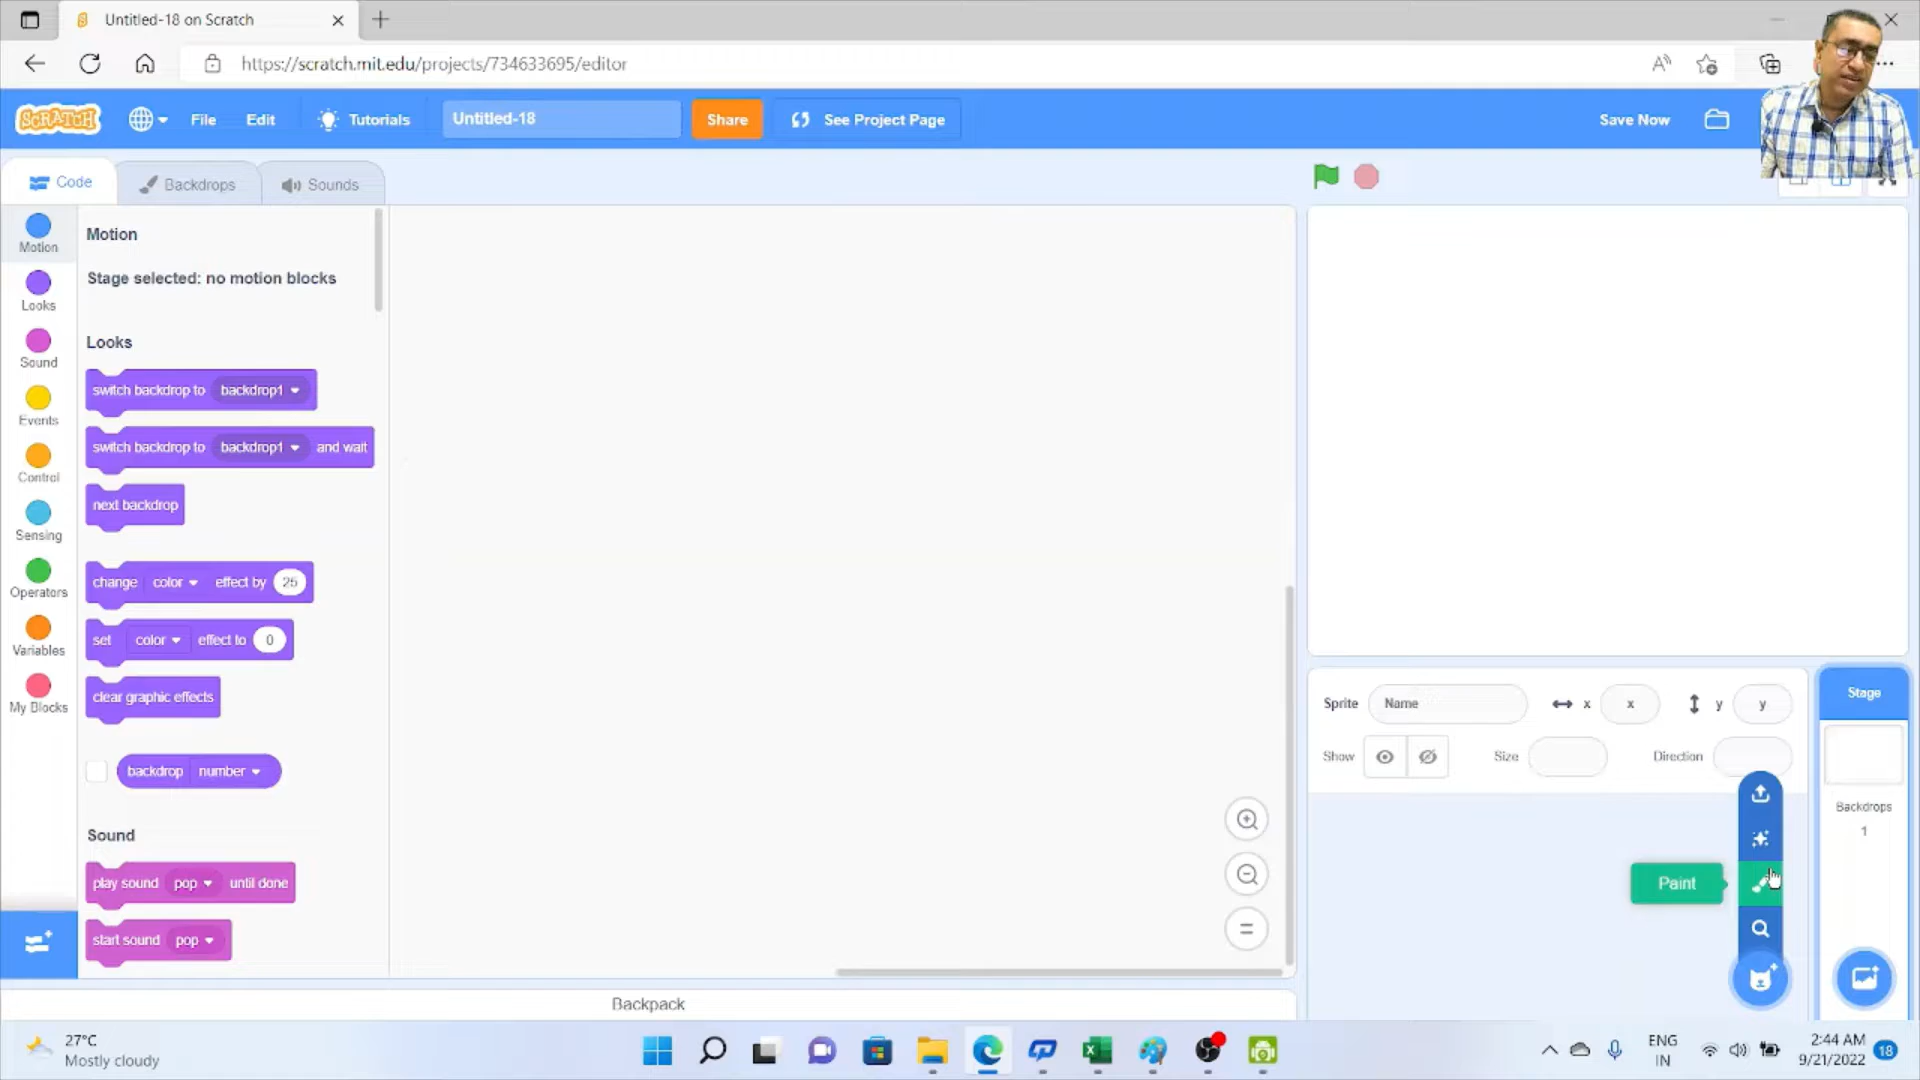 Untitled-18 on Scratch
https://scratch.mit.edu/projects/734633695/editor
SCRATCH
File
Edit
Tutorials
Untitled-18
Share
See Project Page
Save Now
Code
Backdrops
Sounds
Motion
Looks
Sound
Events
Control
Sensing
Operators
Variables
My Blocks
Motion
Stage selected: no motion blocks
Looks
switch backdrop to backdrop1
switch backdrop to backdrop1 and wait
next backdrop
change color effect by 25
set color effect to 0
clear graphic effects
backdrop number
Sound
play sound pop until done
start sound pop
Backpack
Sprite Name x x y y
Show Size Direction
Paint
Stage
Backdrops
1
27°C
Mostly cloudy
ENG
IN
2:44 AM
9/21/2022
18